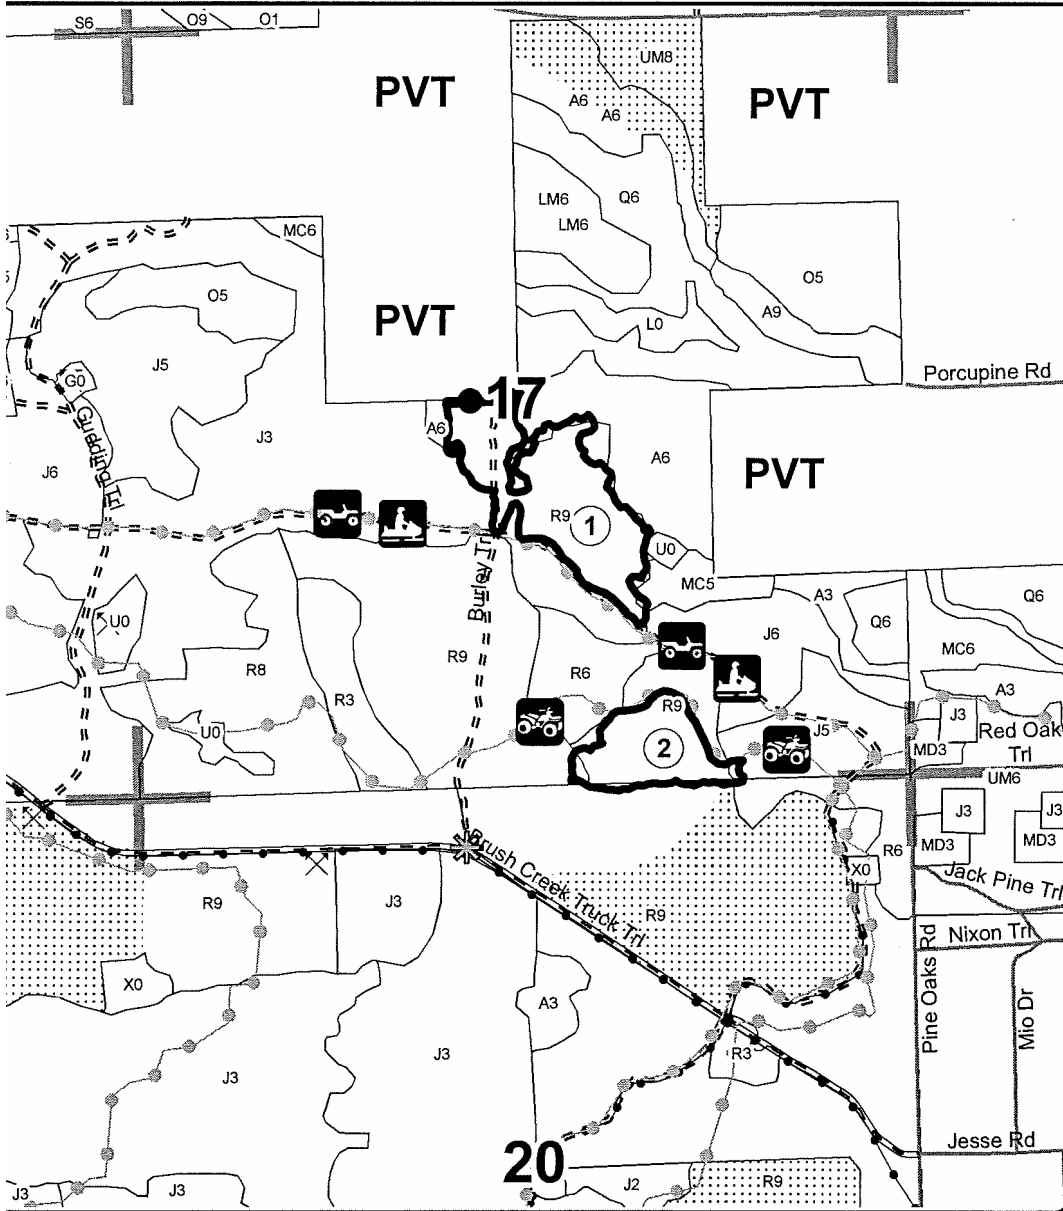 S6
O9
O1
PVT
UM8
PVT
A6
A6
LM6
Q6
LM6
MC6
O5
O5
A9
PVT
L0
J5
G0
Porcupine Rd
17
A6
J3
Gudding Trl
J6
A6
PVT
R9
1
U0
MC5
Burley Trl
A3
Q6
Q6
U0
J6
MC6
R8
R9
R6
R3
A3
R9
J3
U0
J5
Red Oak
Trl
2
MD3
UM6
J3
J3
MD3
MD3
Brush Creek Truck Trl
R6
X0
Jack Pine Trl
R9
J3
R9
Nixon Trl
Pine Oaks Rd
X0
A3
Mio Dr
J3
R3
J3
Jesse Rd
20
J3
J3
J2
R9